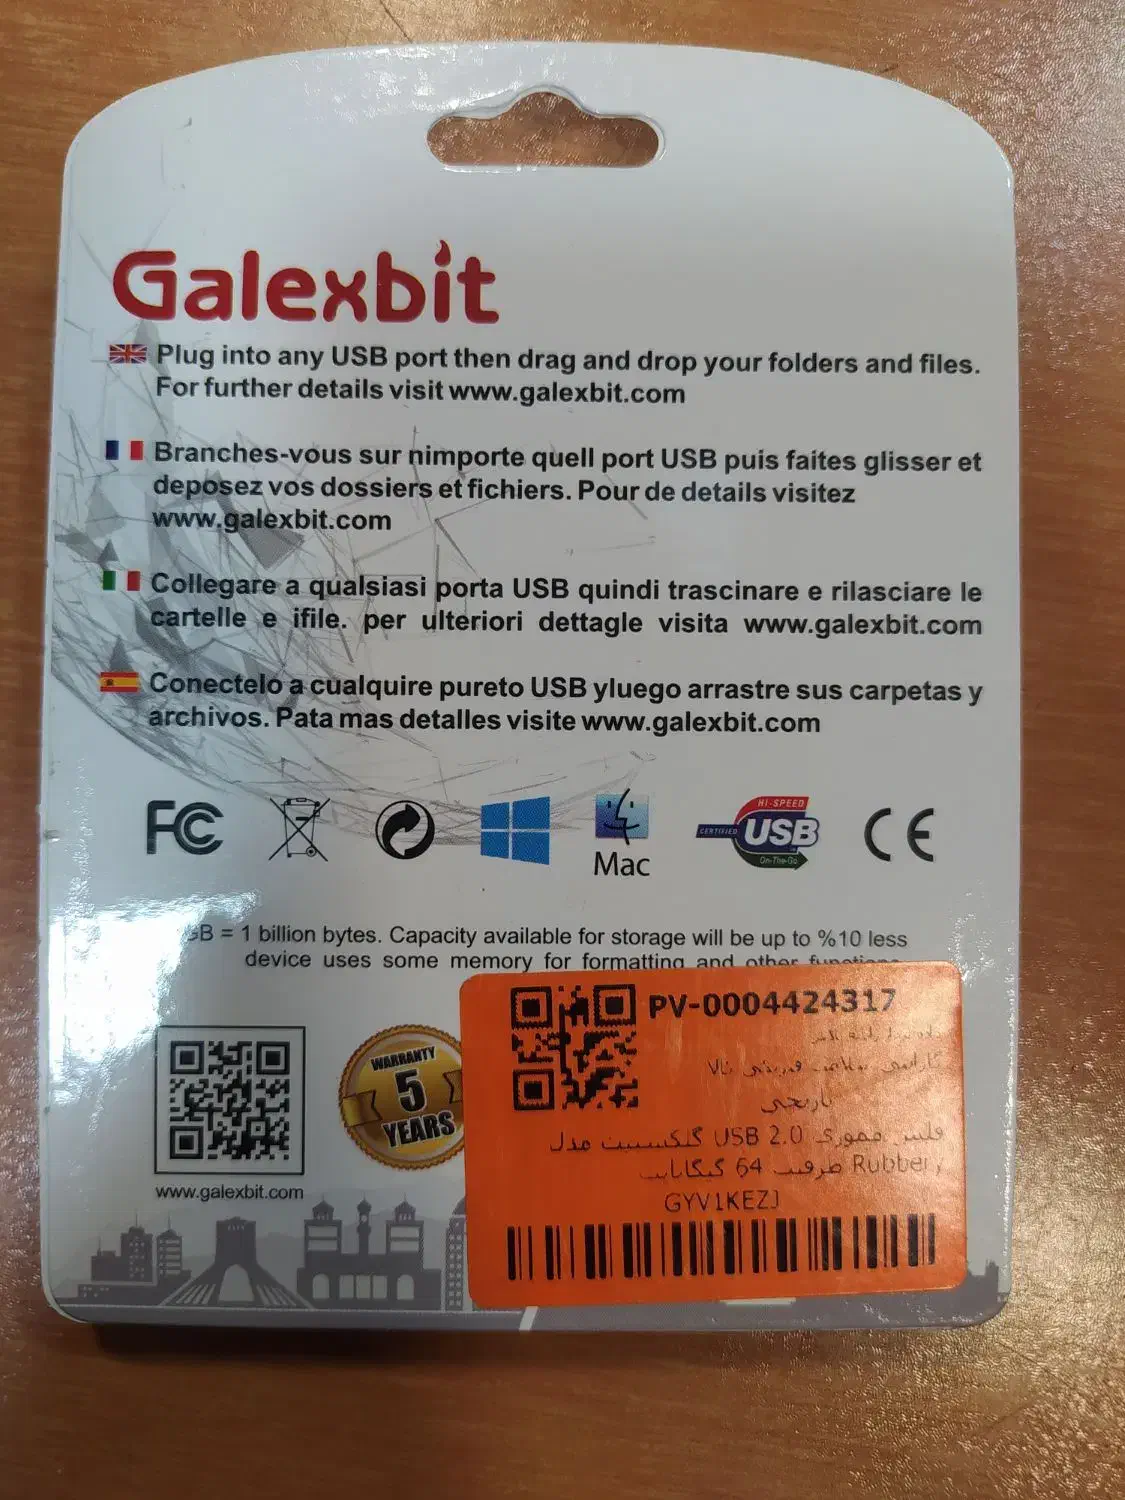 Galexbit
Plug into any USB port then drag and drop your folders and files.
For further details visit www.galexbit.com
Branches-vous sur nimporte quell port USB puis faites glisser et
deposez vos dossiers et fichiers. Pour de details visitez
www.galexbit.com
Collegare a qualsiasi porta USB quindi trascinare e rilasciare le
cartelle e ifile. per ulteriori dettagle visita www.galexbit.com
Conectelo a cualquire pureto USB yluego arrastre sus carpetas y
archivos. Pata mas detalles visite www.galexbit.com
FC
Mac
HI-SPEED
CERTIFIED USB
On-The-Go
CE
GB = 1 billion bytes. Capacity available for storage will be up to %10 less
device uses some memory for formatting and other functions
www.galexbit.com
WARRANTY
5
YEARS
PV-0004424317
گارانتی سلامت فیزیکی کالا
نارنجی
فلش مموری USB 2.0 گلکسبیت مدل
Rubbery ظرفیت 64 گیگابایت
GYV1KEZJ